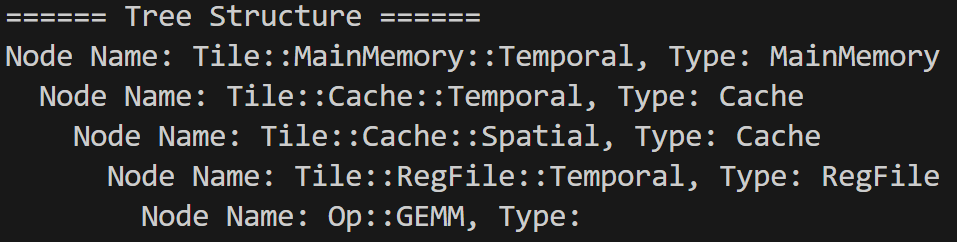 ====== Tree Structure ======
Node Name: Tile::MainMemory::Temporal, Type: MainMemory
  Node Name: Tile::Cache::Temporal, Type: Cache
    Node Name: Tile::Cache::Spatial, Type: Cache
      Node Name: Tile::RegFile::Temporal, Type: RegFile
        Node Name: Op::GEMM, Type: